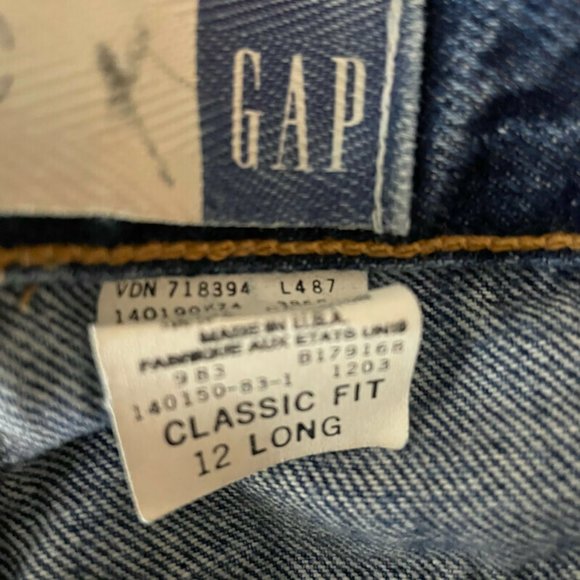 GAP
VDN 718394 L487
MADE IN U.S.A.
FABRIQUE AUX ETATS UNIS
983 B179168
140150-83-1 1203
CLASSIC FIT
12 LONG